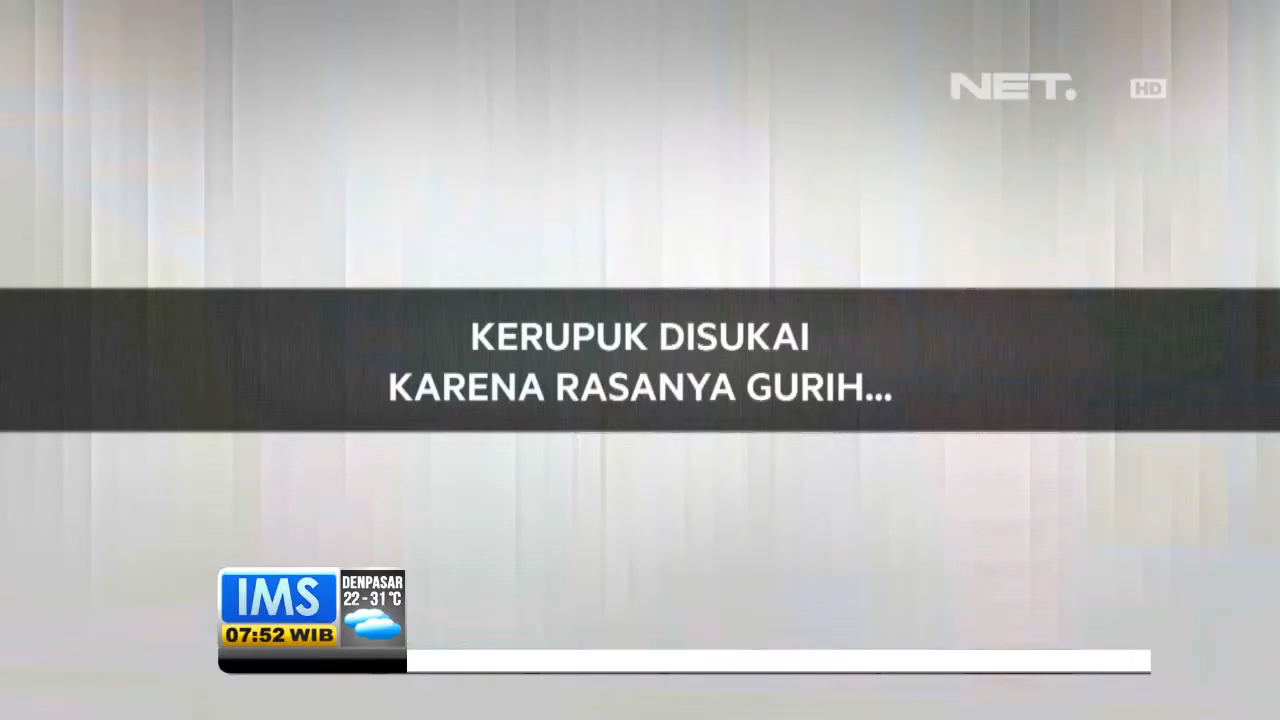 NET.
HD
KERUPUK DISUKAI
KARENA RASANYA GURIH...
IMS
DENPASAR
22-31°C
07:52 WIB